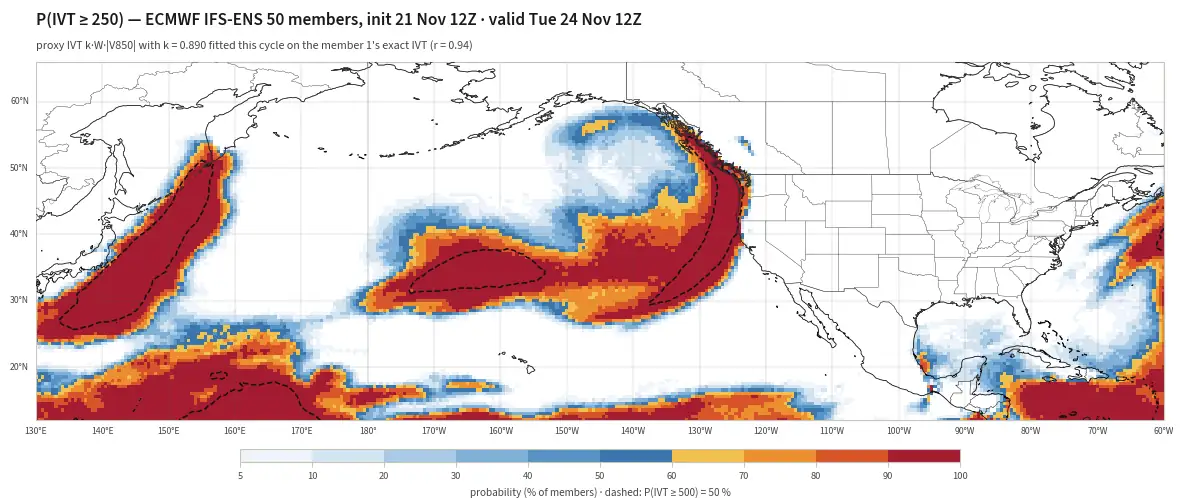 P(IVT ≥ 250) — ECMWF IFS-ENS 50 members, init 21 Nov 12Z · valid Tue 24 Nov 12Z
proxy IVT k·W·|V850| with k = 0.890 fitted this cycle on the member 1's exact IVT (r = 0.94)
60°N
50°N
40°N
30°N
20°N
130°E 140°E 150°E 160°E 170°E 180° 170°W 160°W 150°W 140°W 130°W 120°W 110°W 100°W 90°W 80°W 70°W 60°W
5 10 20 30 40 50 60 70 80 90 100
probability (% of members) · dashed: P(IVT ≥ 500) = 50 %